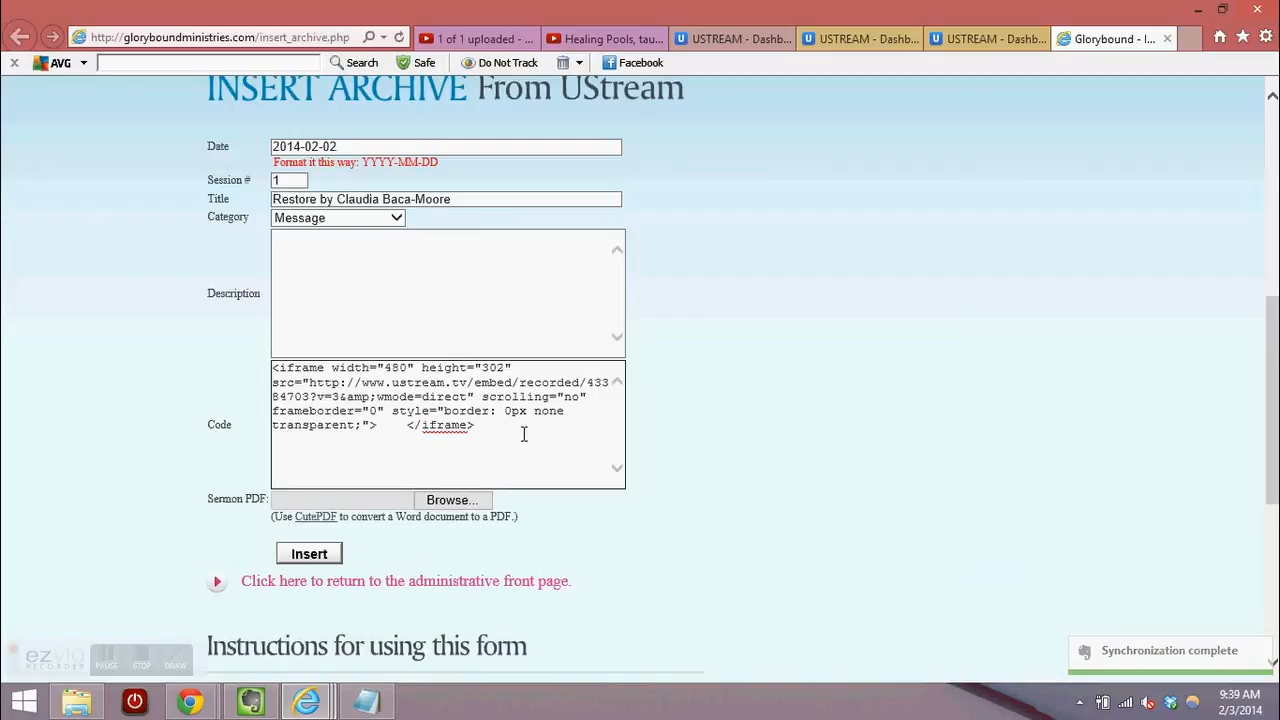 http://gloryboundministries.com/insert_archive.php
1 of 1 uploaded - ...
Healing Pools, tau...
USTREAM - Dashb...
USTREAM - Dashb...
USTREAM - Dashb...
Glorybound - I...
AVG
Search
Safe
Do Not Track
Facebook
INSERT ARCHIVE From UStream
Date
2014-02-02
Format it this way: YYYY-MM-DD
Session #
1
Title
Restore by Claudia Baca-Moore
Category
Message
Description
Code
<iframe width="480" height="302"
src="http://www.ustream.tv/embed/recorded/433
84703?v=3&amp;wmode=direct" scrolling="no"
frameborder="0" style="border: 0px none
transparent;">    </iframe>
Sermon PDF:
Browse...
(Use CutePDF to convert a Word document to a PDF.)
Insert
Click here to return to the administrative front page.
Instructions for using this form
ezvid
RECORDER
PAUSE
STOP
DRAW
Synchronization complete
9:39 AM
2/3/2014